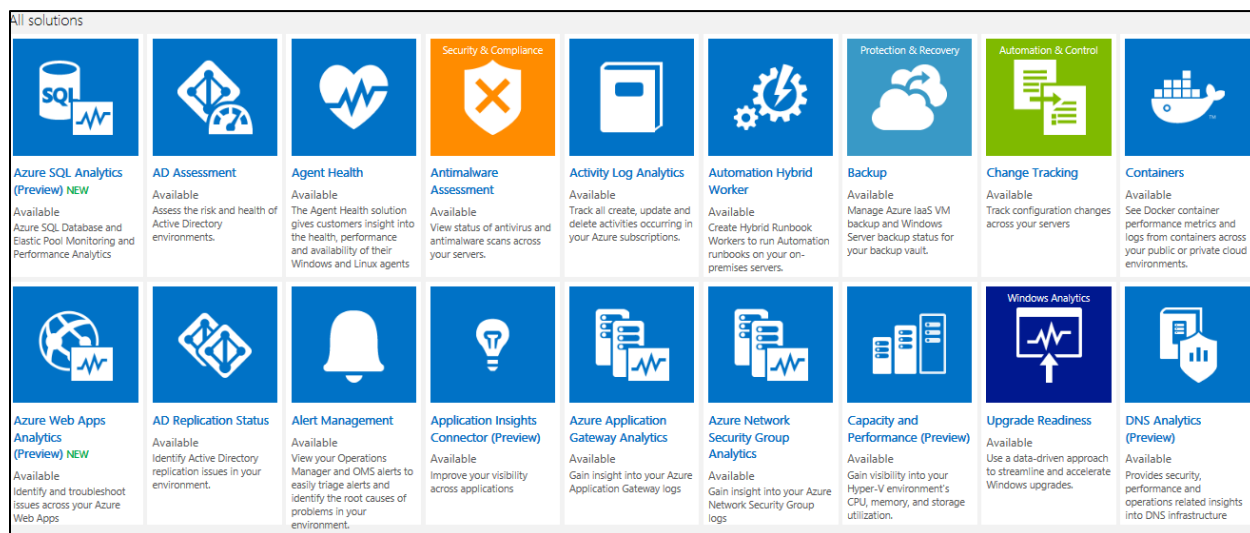 All solutions
Security & Compliance
Protection & Recovery
Automation & Control
SQL
TM
Azure SQL Analytics
(Preview) NEW
Available
Azure SQL Database and
Elastic Pool Monitoring and
Performance Analytics
AD Assessment
Available
Assess the risk and health of
Active Directory
environments.
Agent Health
Available
The Agent Health solution
gives customers insight into
the health, performance
and availability of their
Windows and Linux agents
Antimalware
Assessment
Available
View status of antivirus and
antimalware scans across
your servers.
Activity Log Analytics
Available
Track all create, update and
delete activities occurring in
your Azure subscriptions.
Automation Hybrid
Worker
Available
Create Hybrid Runbook
Workers to run Automation
runbooks on your on-
premises servers.
Backup
Available
Manage Azure IaaS VM
backup and Windows
Server backup status for
your backup vault.
Change Tracking
Available
Track configuration changes
across your servers
Containers
Available
See Docker container
performance metrics and
logs from containers across
your public or private cloud
environments.
Windows Analytics
Azure Web Apps
Analytics
(Preview) NEW
Available
Identify and troubleshoot
issues across your Azure
Web Apps
AD Replication Status
Available
Identify Active Directory
replication issues in your
environment.
Alert Management
Available
View your Operations
Manager and OMS alerts to
easily triage alerts and
identify the root causes of
problems in your
environment.
Application Insights
Connector (Preview)
Available
Improve your visibility
across applications
Azure Application
Gateway Analytics
Available
Gain insight into your Azure
Application Gateway logs
Azure Network
Security Group
Analytics
Available
Gain insight into your Azure
Network Security Group
logs
Capacity and
Performance (Preview)
Available
Gain visibility into your
Hyper-V environment's
CPU, memory, and storage
utilization.
Upgrade Readiness
Available
Use a data-driven approach
to streamline and accelerate
Windows upgrades.
DNS Analytics
(Preview)
Available
Provides security,
performance and
operations related insights
into DNS infrastructure